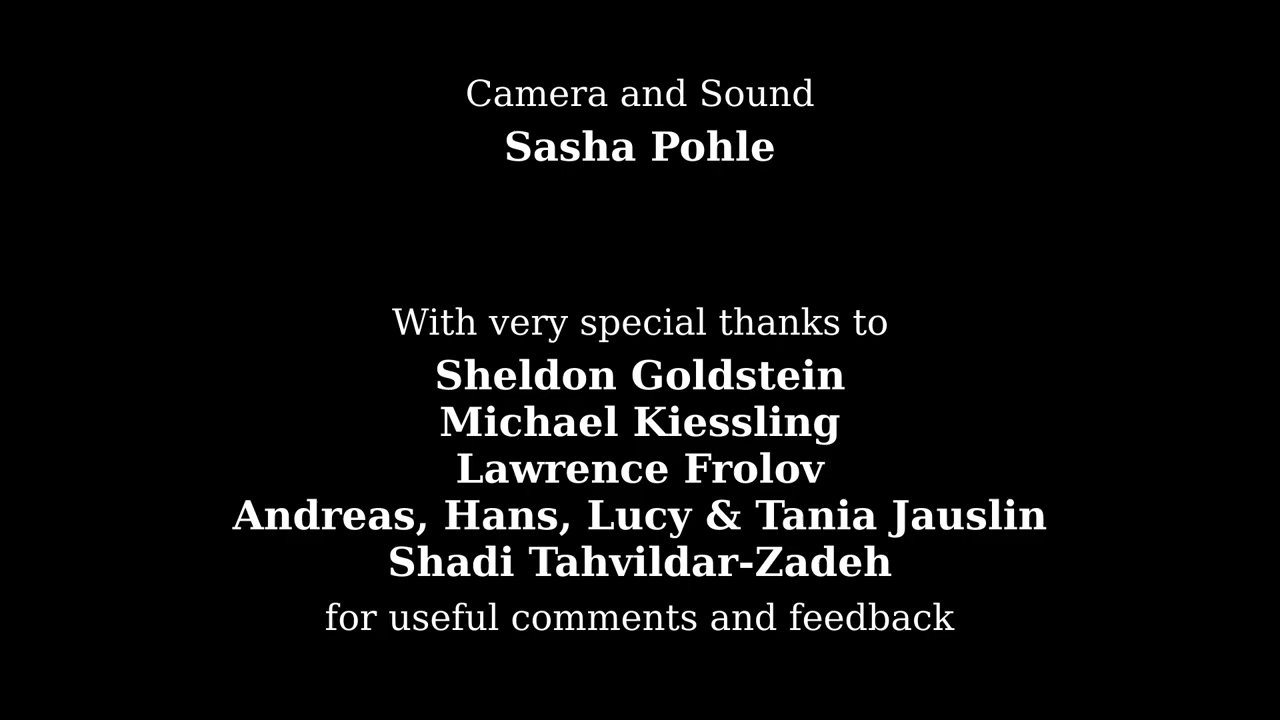 Camera and Sound
Sasha Pohle
With very special thanks to
Sheldon Goldstein
Michael Kiessling
Lawrence Frolov
Andreas, Hans, Lucy & Tania Jauslin
Shadi Tahvildar-Zadeh
for useful comments and feedback